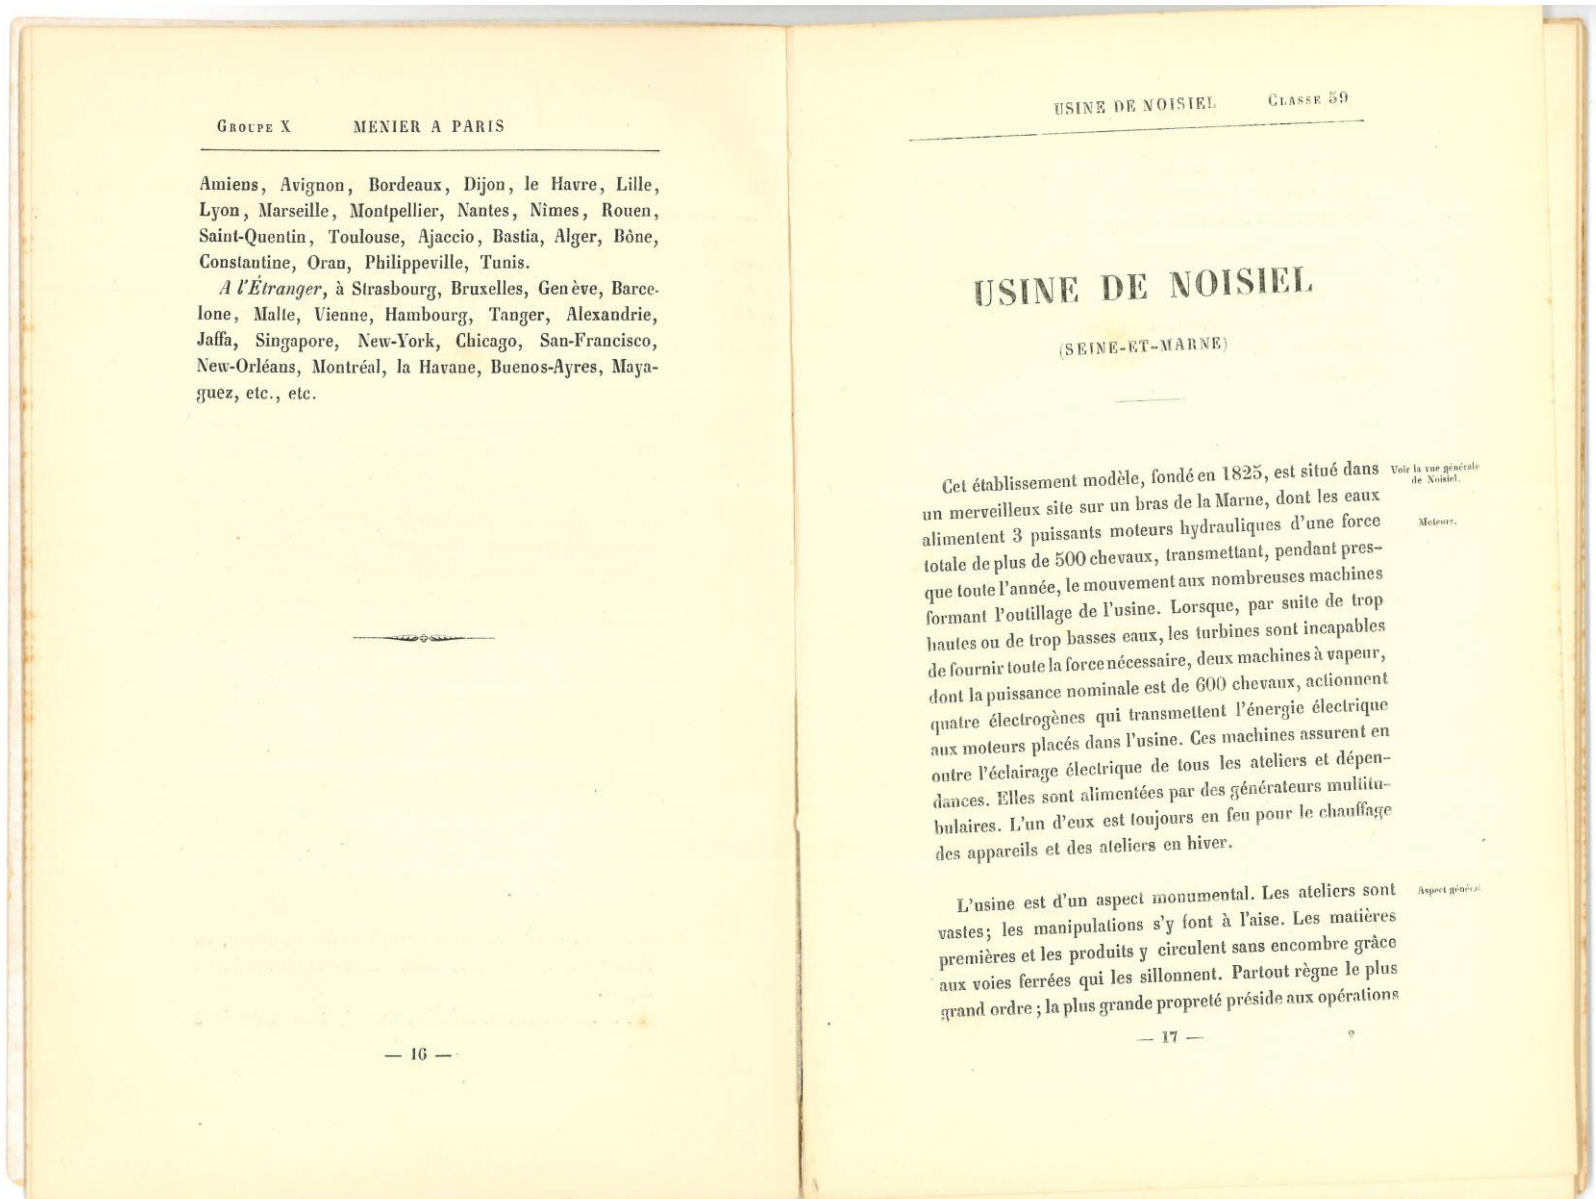 GROUPE X MENIER A PARIS
Amiens, Avignon, Bordeaux, Dijon, le Havre, Lille,
Lyon, Marseille, Montpellier, Nantes, Nîmes, Rouen,
Saint-Quentin, Toulouse, Ajaccio, Bastia, Alger, Bône,
Constantine, Oran, Philippeville, Tunis.
A l'Étranger, à Strasbourg, Bruxelles, Genève, Barce-
lone, Malte, Vienne, Hambourg, Tanger, Alexandrie,
Jaffa, Singapore, New-York, Chicago, San-Francisco,
New-Orléans, Montréal, la Havane, Buenos-Ayres, Maya-
guez, etc., etc.
— 16 —
USINE DE NOISIEL CLASSE 59
USINE DE NOISIEL
(SEINE-ET-MARNE)
Cet établissement modèle, fondé en 1825, est situé dans
un merveilleux site sur un bras de la Marne, dont les eaux
alimentent 3 puissants moteurs hydrauliques d'une force
totale de plus de 500 chevaux, transmettant, pendant pres-
que toute l'année, le mouvement aux nombreuses machines
formant l'outillage de l'usine. Lorsque, par suite de trop
hautes ou de trop basses eaux, les turbines sont incapables
de fournir toute la force nécessaire, deux machines à vapeur,
dont la puissance nominale est de 600 chevaux, actionnent
quatre électrogènes qui transmettent l'énergie électrique
aux moteurs placés dans l'usine. Ces machines assurent en
outre l'éclairage électrique de tous les ateliers et dépen-
dances. Elles sont alimentées par des générateurs multitu-
bulaires. L'un d'eux est toujours en feu pour le chauffage
des appareils et des ateliers en hiver.
Voir la vue générale
de Noisiel.
Moteurs.
L'usine est d'un aspect monumental. Les ateliers sont
vastes; les manipulations s'y font à l'aise. Les matières
premières et les produits y circulent sans encombre grâce
aux voies ferrées qui les sillonnent. Partout règne le plus
grand ordre ; la plus grande propreté préside aux opérations
Aspect général.
— 17 —
2